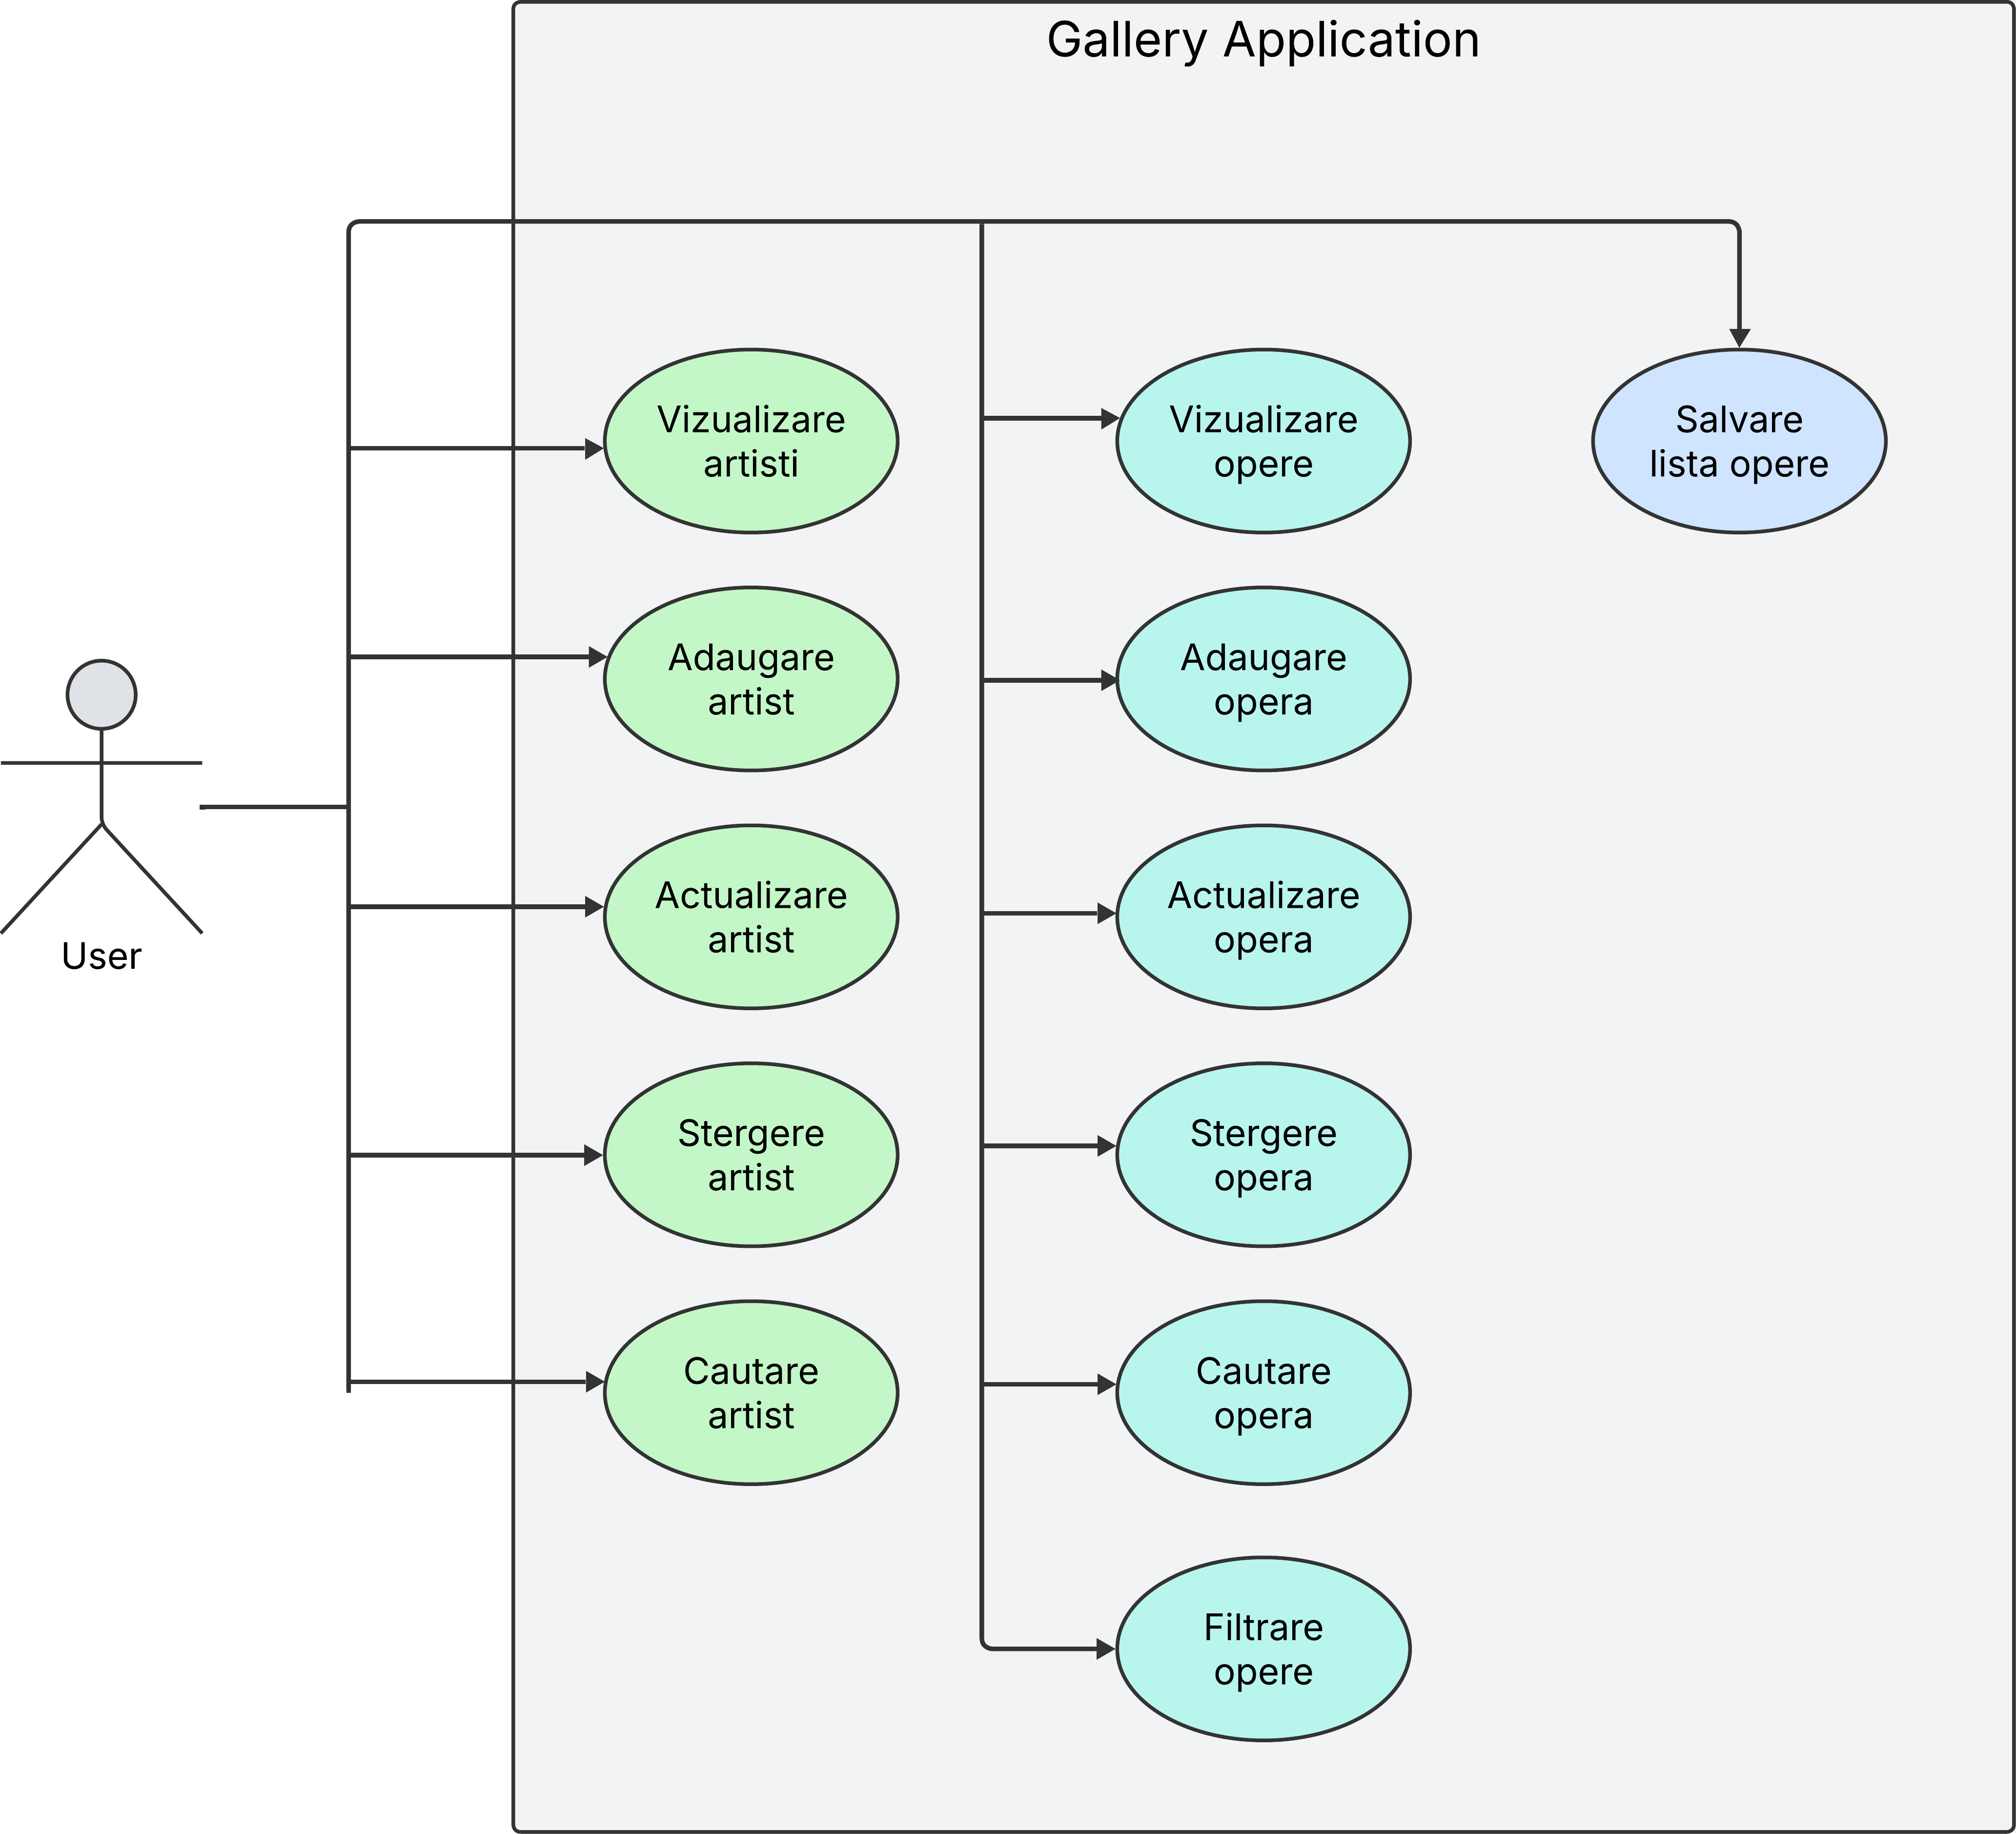 Gallery Application
User
Vizualizare
artisti
Adaugare
artist
Actualizare
artist
Stergere
artist
Cautare
artist
Vizualizare
opere
Adaugare
opera
Actualizare
opera
Stergere
opera
Cautare
opera
Filtrare
opere
Salvare
lista opere